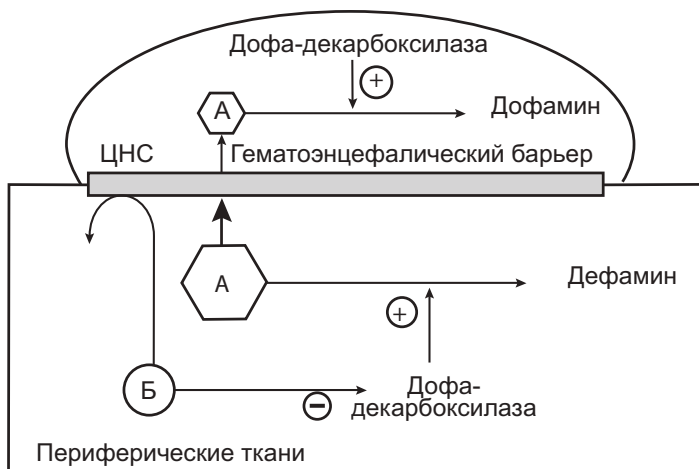 Дофа-декарбоксилаза
+
А
Дофамин
ЦНС
Гематоэнцефалический барьер
А
Дефамин
+
Б
−
Дофа-
декарбоксилаза
Периферические ткани